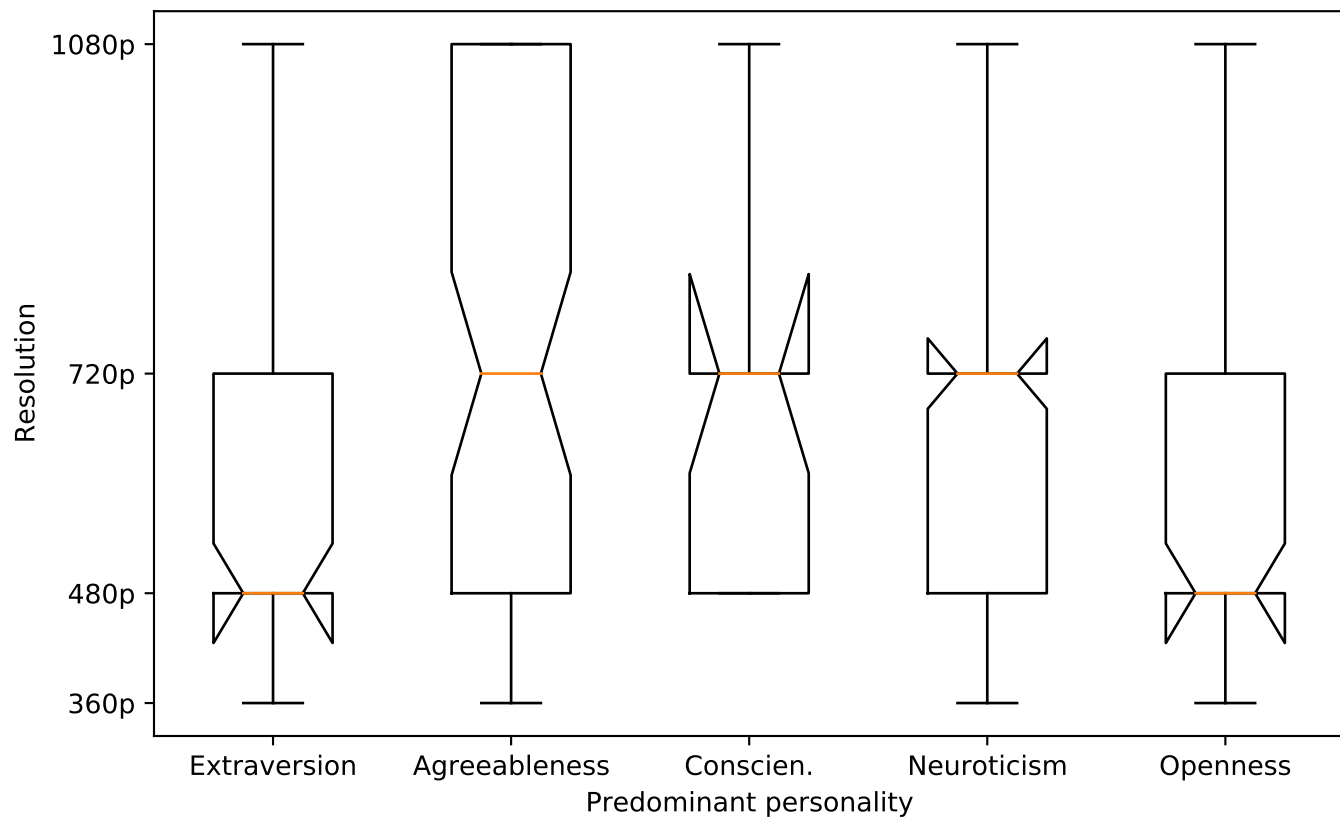 1080p
720p
480p
360p
Resolution
Extraversion
Agreeableness
Conscien.
Neuroticism
Openness
Predominant personality